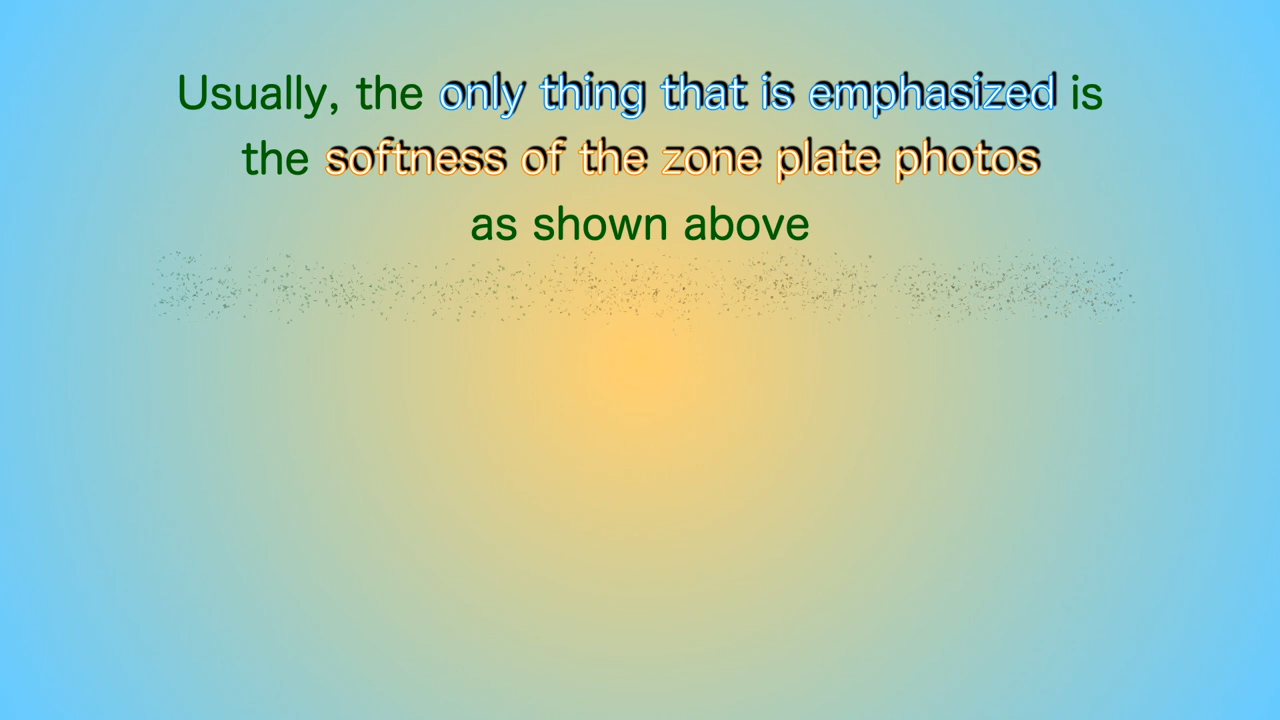 Usually, the only thing that is emphasized is
the softness of the zone plate photos
as shown above